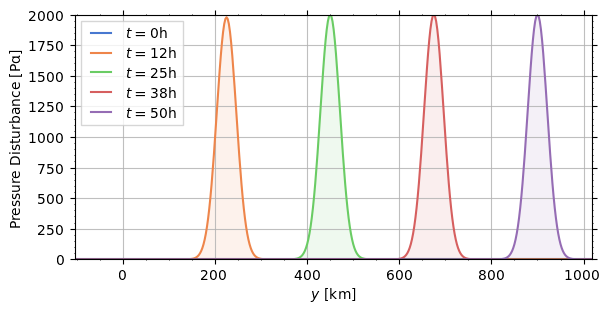 Pressure Disturbance [Pα]
2000
1750
1500
1250
1000
750
500
250
0
t = 0h
t = 12h
t = 25h
t = 38h
t = 50h
0 200 400 600 800 1000
y [km]